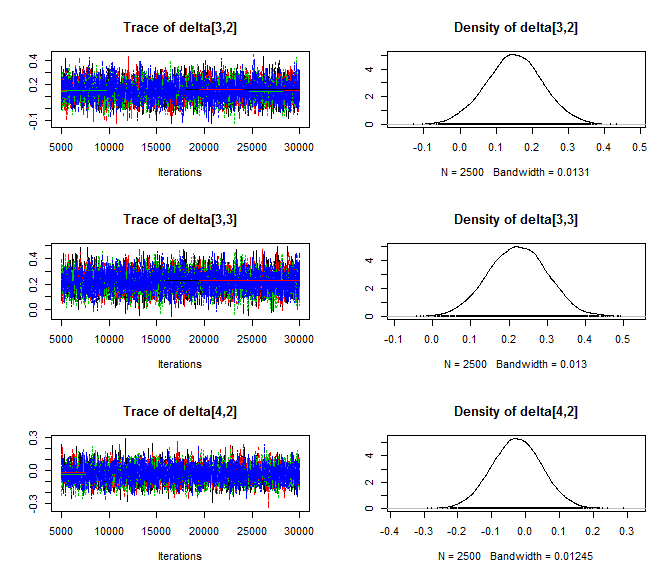 Trace of delta[3,2]
Density of delta[3,2]
-0.1 0.2 0.4
5000 10000 15000 20000 25000 30000
Iterations
0 2 4
-0.1 0.0 0.1 0.2 0.3 0.4 0.5
N = 2500 Bandwidth = 0.0131
Trace of delta[3,3]
Density of delta[3,3]
0.0 0.2 0.4
5000 10000 15000 20000 25000 30000
Iterations
0 2 4
-0.1 0.0 0.1 0.2 0.3 0.4 0.5
N = 2500 Bandwidth = 0.013
Trace of delta[4,2]
Density of delta[4,2]
-0.3 0.0 0.3
5000 10000 15000 20000 25000 30000
Iterations
0 2 4
-0.4 -0.3 -0.2 -0.1 0.0 0.1 0.2 0.3
N = 2500 Bandwidth = 0.01245